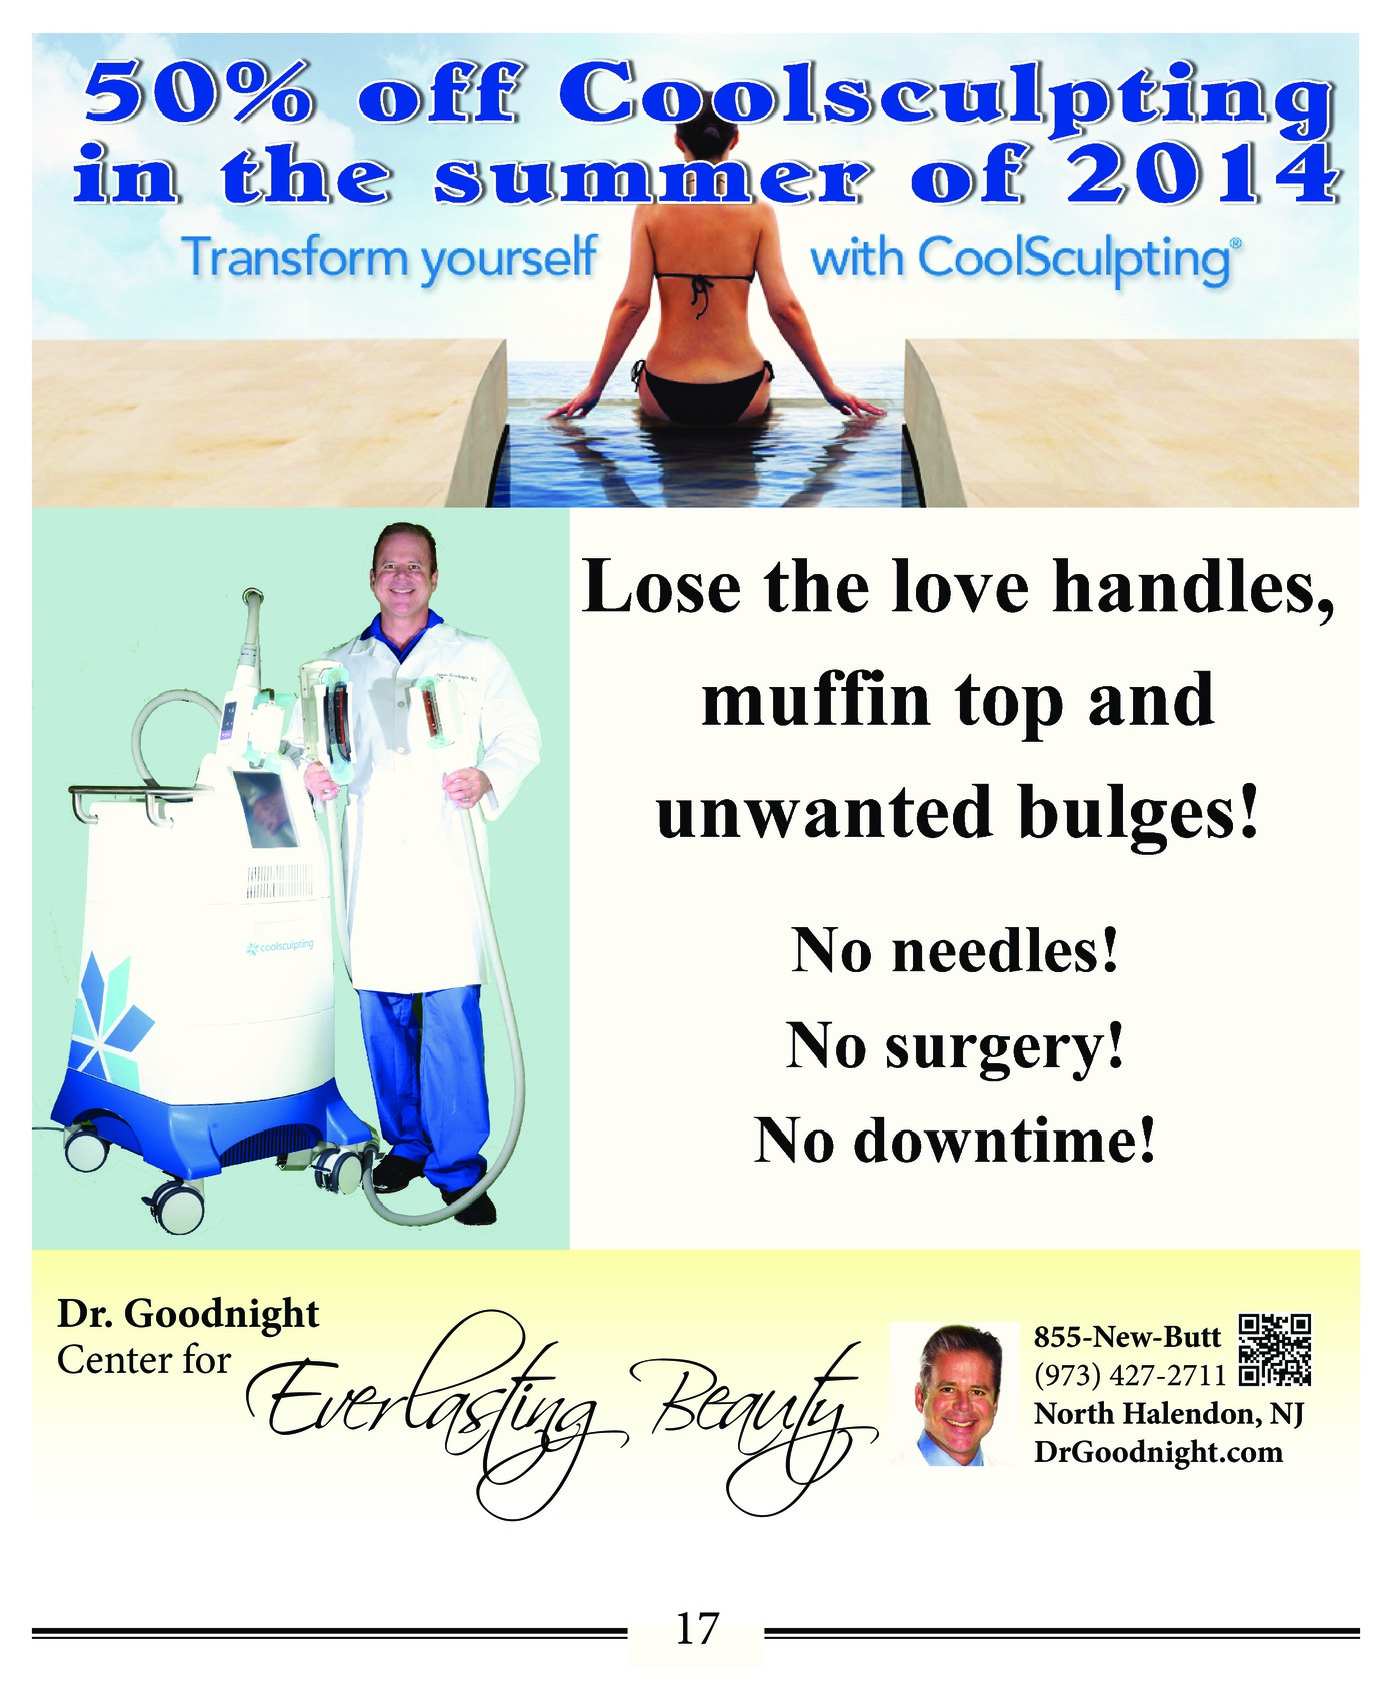 50% off Coolsculpting
in the summer of 2014
Transform yourself with CoolSculpting®
Lose the love handles,
muffin top and
unwanted bulges!
No needles!
No surgery!
No downtime!
coolsculpting
Dr. Goodnight
Center for
Everlasting Beauty
855-New-Butt
(973) 427-2711
North Halendon, NJ
DrGoodnight.com
17